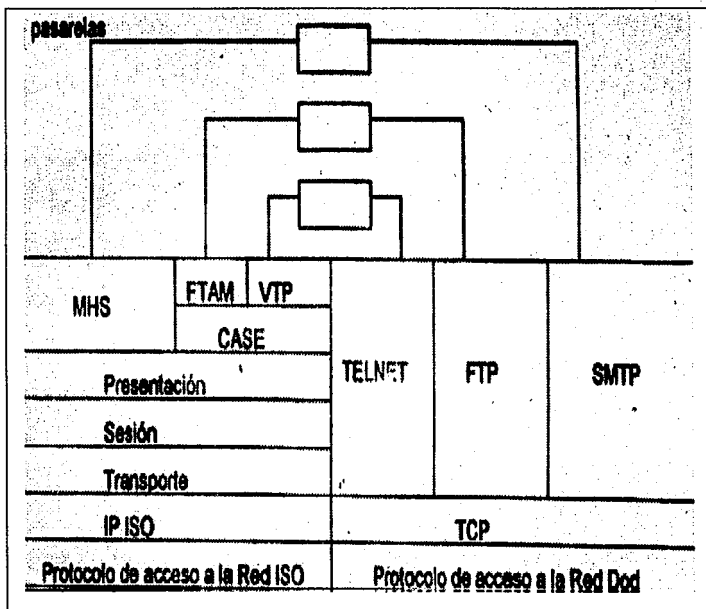 pasarelas
MHS
FTAM VTP
CASE
Presentación
Sesión
Transporte
IP ISO
Protocolo de acceso a la Red ISO
TELNET
FTP
SMTP
TCP
Protocolo de acceso a la Red Dod